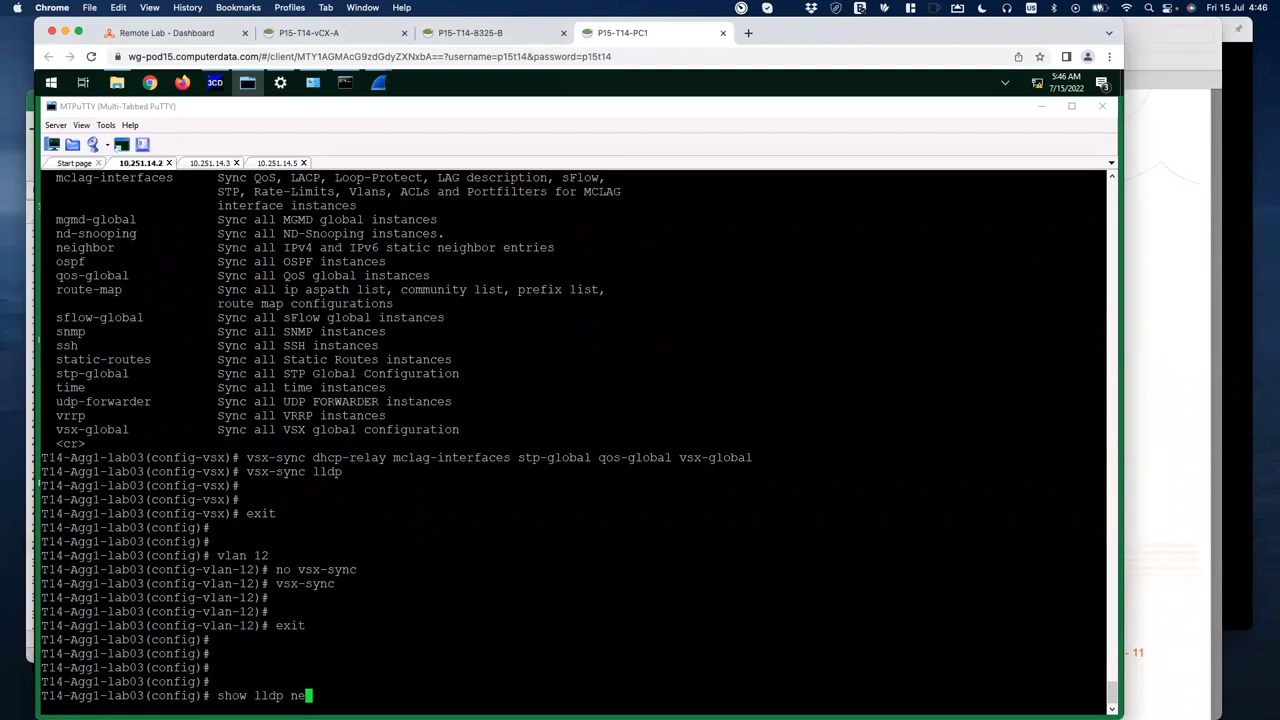 Chrome File Edit View History Bookmarks Profiles Tab Window Help
Fri 15 Jul 4:46
Remote Lab - Dashboard
P15-T14-vCX-A
P15-T14-8325-B
P15-T14-PC1
wg-pod15.computerdata.com/#/client/MTY1AGMAcG9zdGdyZXNxbA==?username=p15t14&password=p15t14
3CD
5:46 AM
7/15/2022
3
MTPuTTY (Multi-Tabbed PuTTY)
Server View Tools Help
Start page
10.251.14.2
10.251.14.3
10.251.14.5
mclag-interfaces Sync QOS, LACP, Loop-Protect, LAG description, sFlow,
STP, Rate-Limits, Vlans, ACLs and Portfilters for MCLAG
interface instances
mgmd-global Sync all MGMD global instances
nd-snooping Sync all ND-Snooping instances.
neighbor Sync all IPv4 and IPv6 static neighbor entries
ospf Sync all OSPF instances
qos-global Sync all QoS global instances
route-map Sync all ip aspath list, community list, prefix list,
route map configurations
sflow-global Sync all sFlow global instances
snmp Sync all SNMP instances
ssh Sync all SSH instances
static-routes Sync all Static Routes instances
stp-global Sync all STP Global Configuration
time Sync all time instances
udp-forwarder Sync all UDP FORWARDER instances
vrrp Sync all VRRP instances
vsx-global Sync all VSX global configuration
<cr>
T14-Agg1-lab03(config-vsx)# vsx-sync dhcp-relay mclag-interfaces stp-global qos-global vsx-global
T14-Agg1-lab03(config-vsx)# vsx-sync lldp
T14-Agg1-lab03(config-vsx)#
T14-Agg1-lab03(config-vsx)#
T14-Agg1-lab03(config-vsx)# exit
T14-Agg1-lab03(config)#
T14-Agg1-lab03(config)#
T14-Agg1-lab03(config)# vlan 12
T14-Agg1-lab03(config-vlan-12)# no vsx-sync
T14-Agg1-lab03(config-vlan-12)# vsx-sync
T14-Agg1-lab03(config-vlan-12)#
T14-Agg1-lab03(config-vlan-12)#
T14-Agg1-lab03(config-vlan-12)# exit
T14-Agg1-lab03(config)#
T14-Agg1-lab03(config)#
T14-Agg1-lab03(config)#
T14-Agg1-lab03(config)#
T14-Agg1-lab03(config)# show lldp ne
- 11